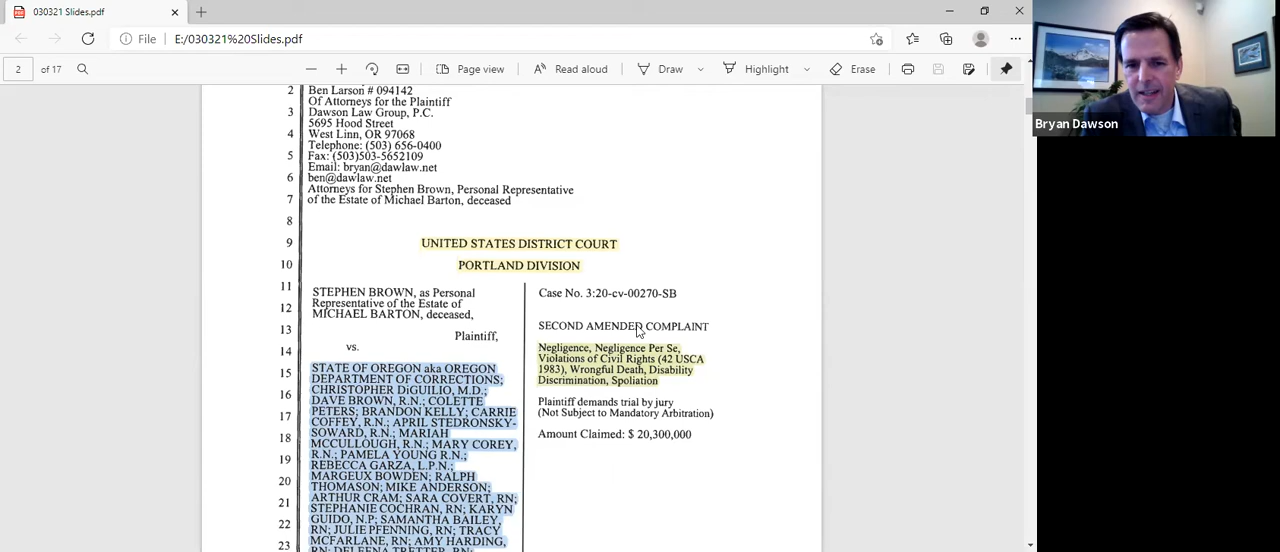 030321 Slides.pdf
File
E:/030321%20Slides.pdf
2 of 17
Page view
Read aloud
Draw
Highlight
Erase
Bryan Dawson
2 Ben Larson # 094142
Of Attorneys for the Plaintiff
3 Dawson Law Group, P.C.
5695 Hood Street
4 West Linn, OR 97068
Telephone: (503) 656-0400
5 Fax: (503)503-5652109
Email: bryan@dawlaw.net
6 ben@dawlaw.net
Attorneys for Stephen Brown, Personal Representative
7 of the Estate of Michael Barton, deceased
8
9 UNITED STATES DISTRICT COURT
10 PORTLAND DIVISION
11 STEPHEN BROWN, as Personal
Representative of the Estate of
12 MICHAEL BARTON, deceased,
13 Plaintiff,
vs.
14
15 STATE OF OREGON aka OREGON
DEPARTMENT OF CORRECTIONS;
16 CHRISTOPHER DiGUILIO, M.D.;
DAVE BROWN, R.N.; COLETTE
17 PETERS; BRANDON KELLY; CARRIE
COFFEY, R.N.; APRIL STEDRONSKY-
18 SOWARD, R.N.; MARIAH
MCCULLOUGH, R.N.; MARY COREY,
19 R.N.; PAMELA YOUNG R.N.;
REBECCA GARZA, L.P.N.;
20 MARGEUX BOWDEN; RALPH
THOMASON; MIKE ANDERSON;
21 ARTHUR CRAM; SARA COVERT, RN;
STEPHANIE COCHRAN, RN; KARYN
22 GUIDO, N.P; SAMANTHA BAILEY,
RN; JULIE PFENNING, RN; TRACY
23 MCFARLANE, RN; AMY HARDING,
RN; DELEENA TRETTER, RN;
Case No. 3:20-cv-00270-SB
SECOND AMENDED COMPLAINT
Negligence, Negligence Per Se,
Violations of Civil Rights (42 USCA
1983), Wrongful Death, Disability
Discrimination, Spoliation
Plaintiff demands trial by jury
(Not Subject to Mandatory Arbitration)
Amount Claimed: $ 20,300,000